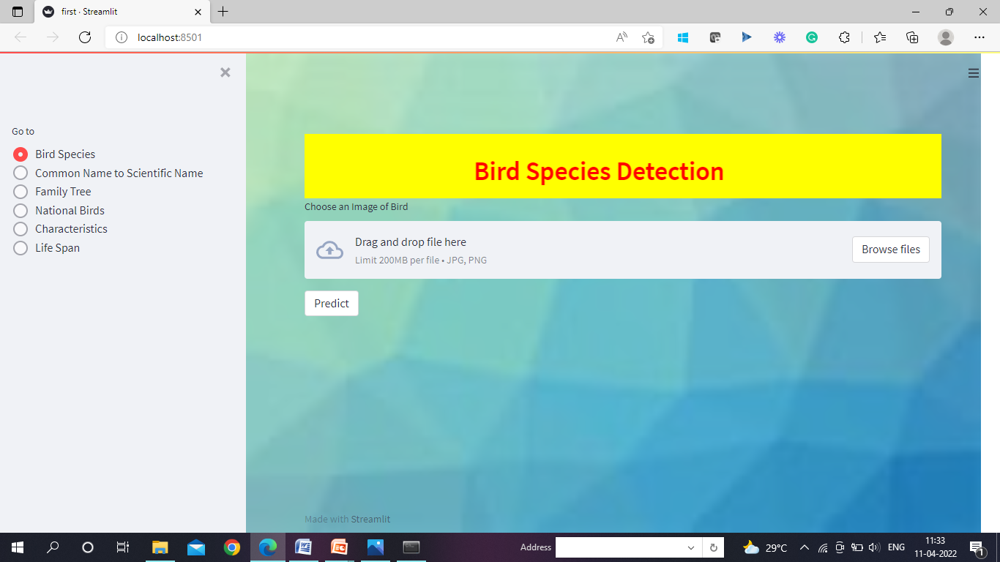 first · Streamlit
localhost:8501
Go to
Bird Species
Common Name to Scientific Name
Family Tree
National Birds
Characteristics
Life Span
Bird Species Detection
Choose an Image of Bird
Drag and drop file here
Limit 200MB per file • JPG, PNG
Browse files
Predict
Made with Streamlit
Address
29°C
ENG
11:33
11-04-2022
1